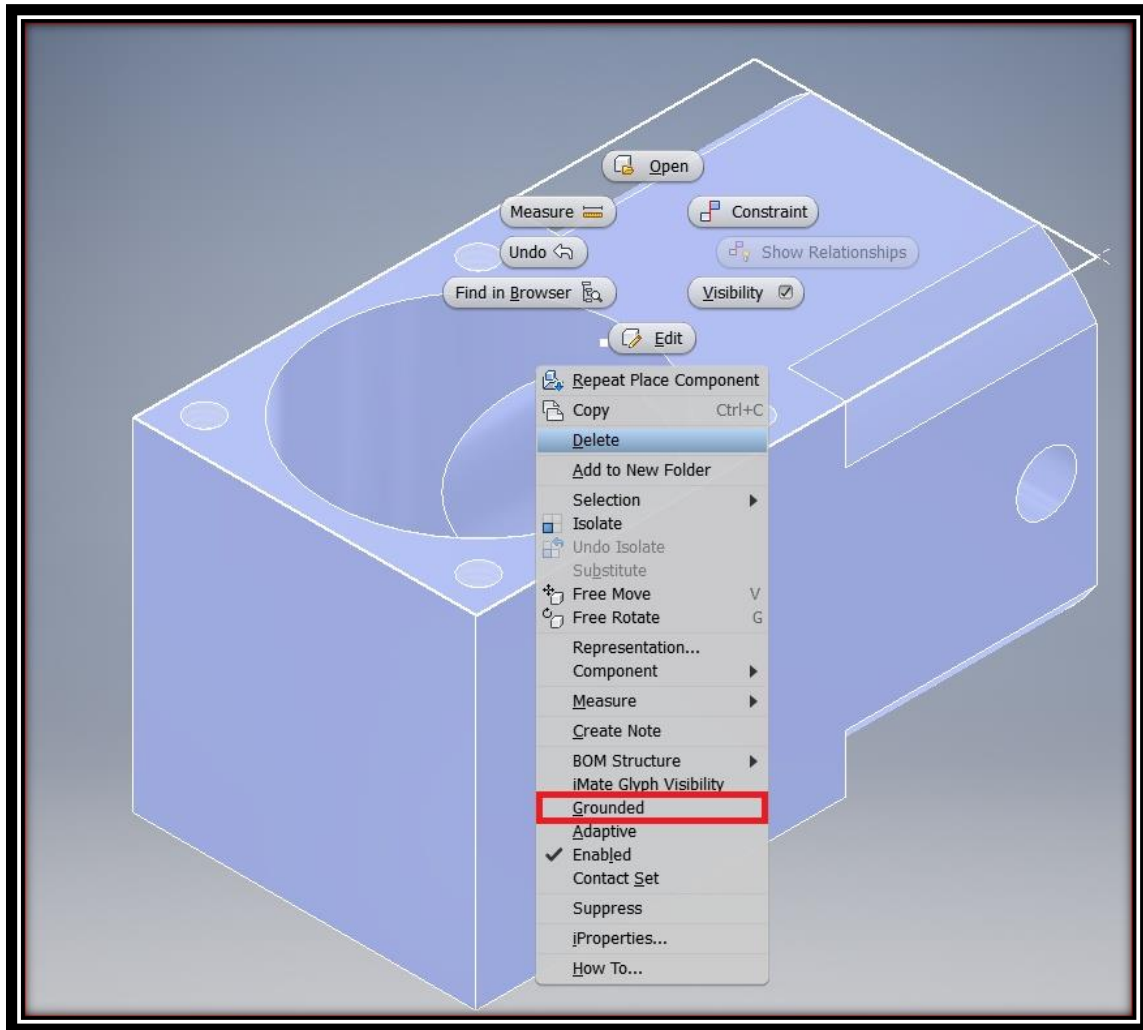 Open
Measure
Constraint
Undo
Show Relationships
Find in Browser
Visibility
Edit
Repeat Place Component
Copy Ctrl+C
Delete
Add to New Folder
Selection
Isolate
Undo Isolate
Substitute
Free Move V
Free Rotate G
Representation...
Component
Measure
Create Note
BOM Structure
iMate Glyph Visibility
Grounded
Adaptive
Enabled
Contact Set
Suppress
iProperties...
How To...